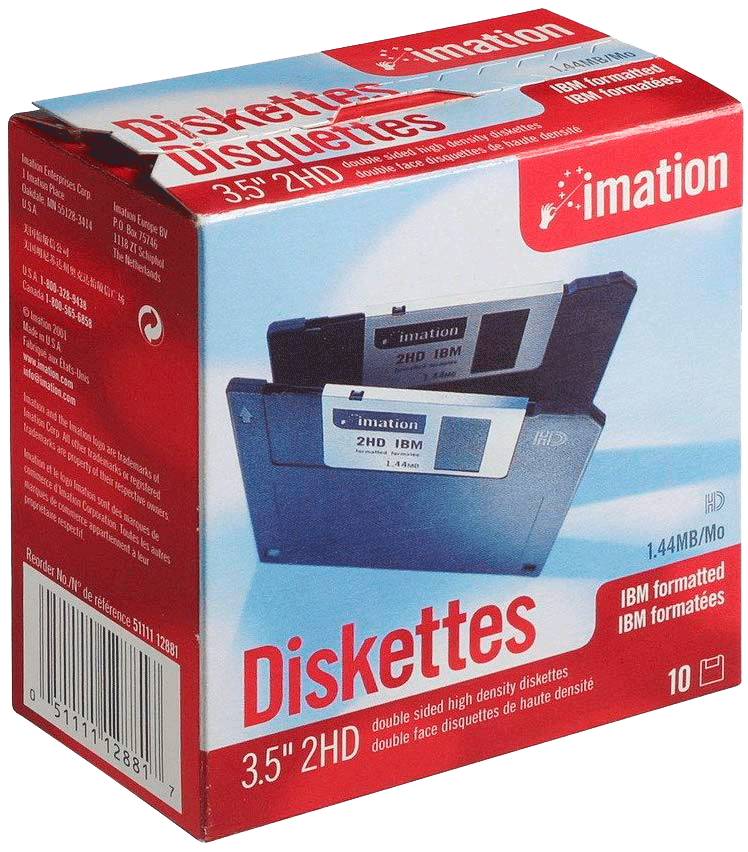 imation
1.44MB/Mo
IBM formatted
IBM formatées
Diskettes
Disquettes
3.5" 2HD
double sided high density diskettes
double face disquettes de haute densité
imation
imation
2HD IBM
formatted formatée
1.44MB
imation
2HD IBM
formatted formatée
1.44MB
HD
HD
1.44MB/Mo
IBM formatted
IBM formatées
Diskettes
3.5" 2HD
double sided high density diskettes
double face disquettes de haute densité
10
Imation Enterprises Corp.
1 Imation Place
Oakdale, MN 55128-3414
U.S.A.
Imation Europe BV
P.O. Box 75746
1118 ZT Schiphol
The Netherlands
U.S.A. 1-800-328-9438
Canada 1-800-565-6858
© Imation 2001
Made in U.S.A.
Fabriqué aux États-Unis
www.imation.com
info@imation.com
Imation and the Imation logo are trademarks of
Imation Corp. All other trademarks or registered
trademarks are property of their respective owners.
Imation et le logo Imation sont des marques de
commerce d'Imation Corporation. Toutes les autres
marques de commerce appartiennent à leur
propriétaire respectif.
Reorder No./N° de référence 51111 12881
0 51111 12881 7